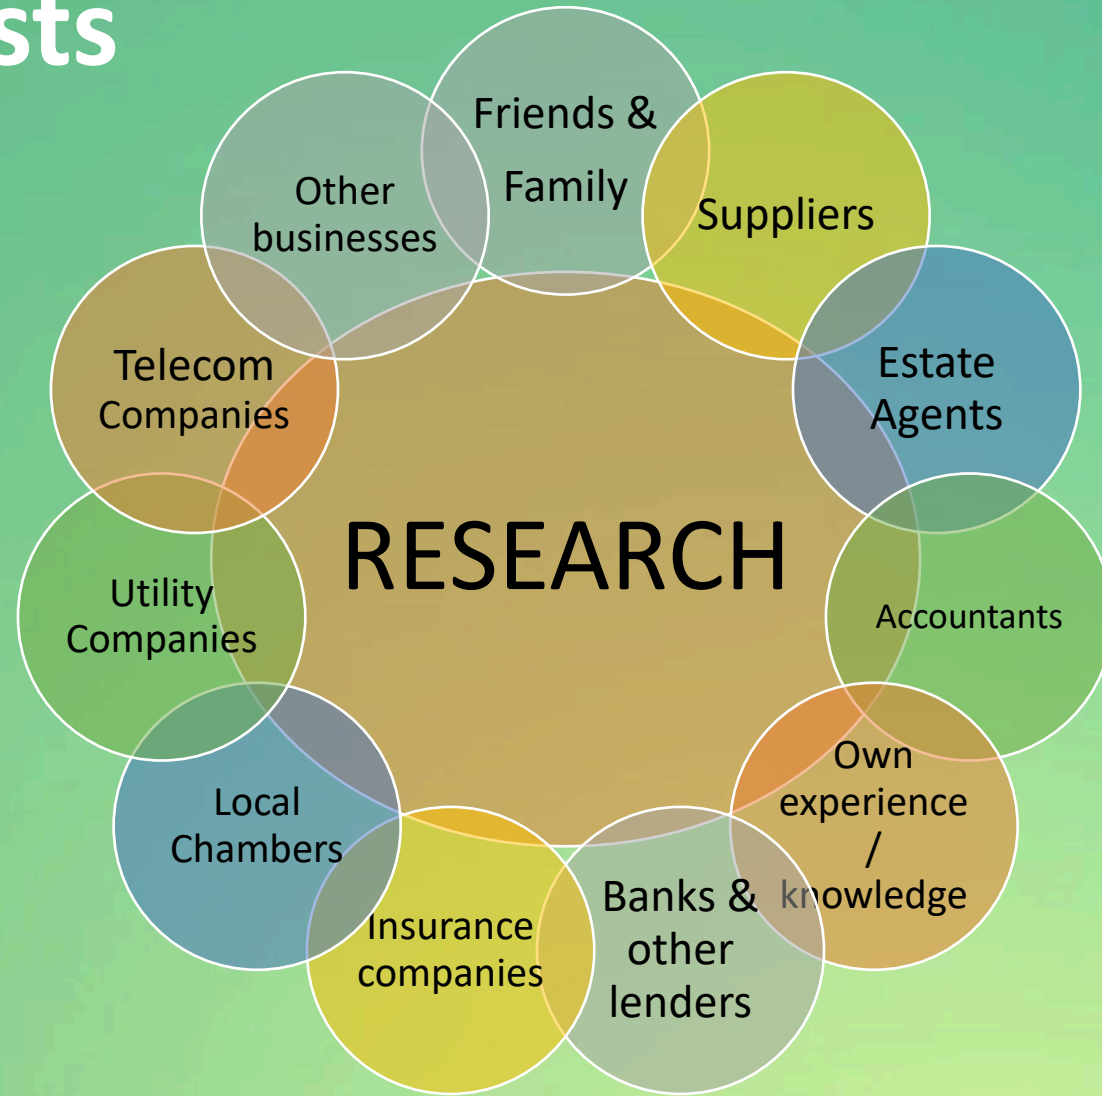 sts
Friends &
Family
Suppliers
Estate
Agents
Accountants
Own
experience
/
knowledge
Banks &
other
lenders
Insurance
companies
Local
Chambers
Utility
Companies
Telecom
Companies
Other
businesses
RESEARCH